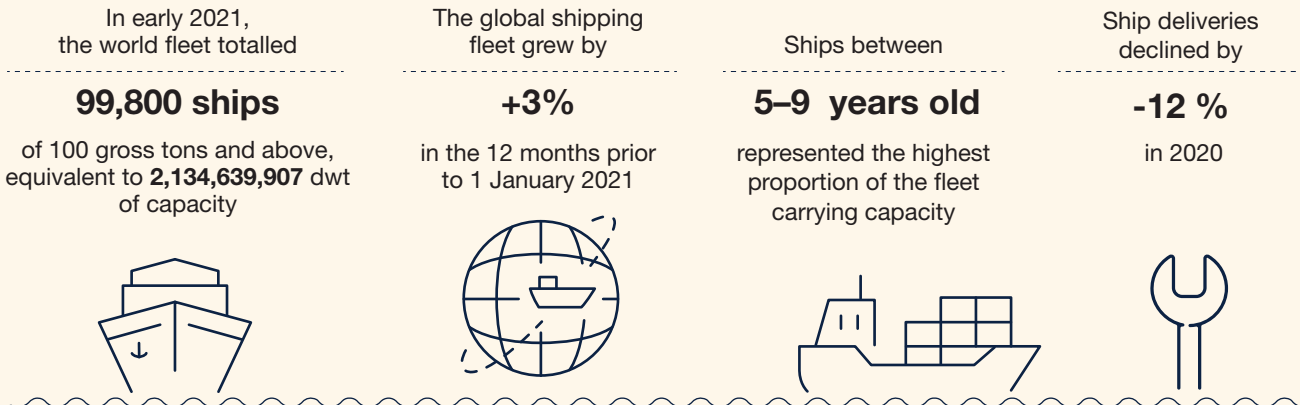 In early 2021,
the world fleet totalled
99,800 ships
of 100 gross tons and above,
equivalent to 2,134,639,907 dwt
of capacity
The global shipping
fleet grew by
+3%
in the 12 months prior
to 1 January 2021
Ships between
5–9 years old
represented the highest
proportion of the fleet
carrying capacity
Ship deliveries
declined by
-12 %
in 2020